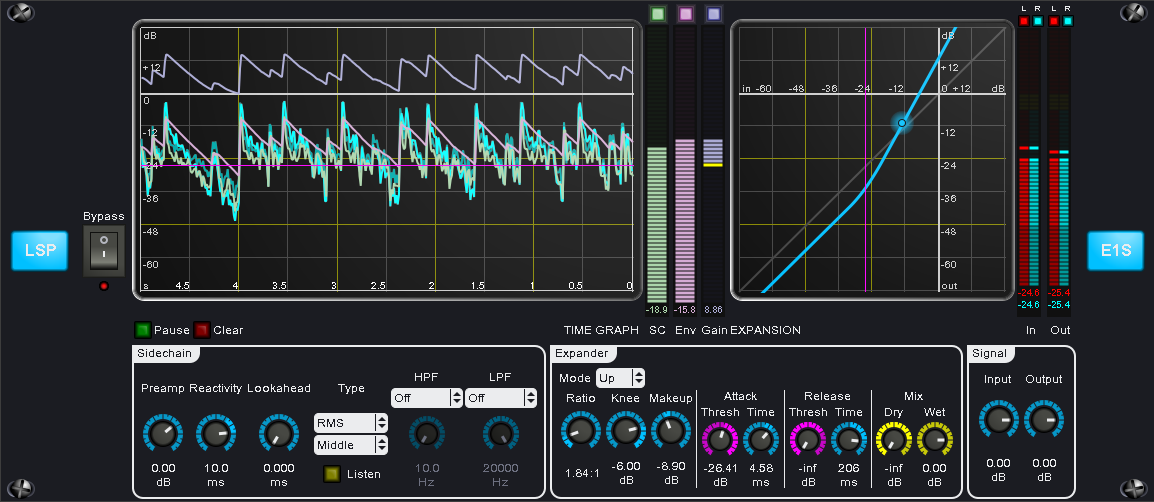 L R L R
dB
+12
0
-12
-24
-36
-48
-60
s 4.5 4 3.5 3 2.5 2 1.5 1 0.5 0
dB
+12
in -60 -48 -36 -24 -12 0 +12 dB
-12
-24
-36
-48
-60
out
-18.9 -15.8 8.86
-24.6 -25.4
-24.6 -25.4
Bypass
LSP
E1S
Pause Clear
TIME GRAPH SC Env Gain EXPANSION
In Out
Sidechain
Preamp Reactivity Lookahead
Type
HPF LPF
Off Off
RMS
Middle
Listen
0.00 dB
10.0 ms
0.000 ms
10.0 Hz
20000 Hz
Expander
Mode Up
Ratio Knee Makeup
Attack
Thresh Time
Release
Thresh Time
Mix
Dry Wet
1.84:1
-6.00 dB
-8.90 dB
-26.41 dB
4.58 ms
-inf dB
206 ms
-inf dB
0.00 dB
Signal
Input Output
0.00 dB
0.00 dB